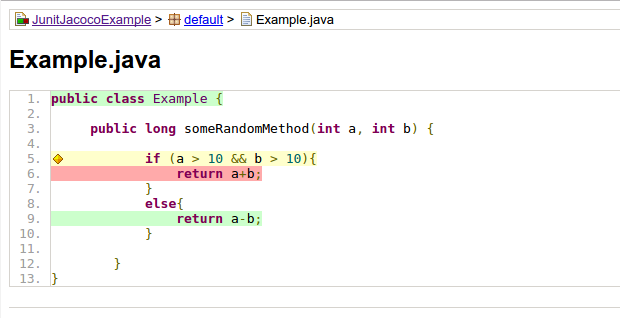 JunitJacocoExample > default > Example.java
Example.java
1. public class Example {
2.
3.      public long someRandomMethod(int a, int b) {
4.
5.             if (a > 10 && b > 10){
6.                 return a+b;
7.             }
8.             else{
9.                 return a-b;
10.             }
11.
12.         }
13. }